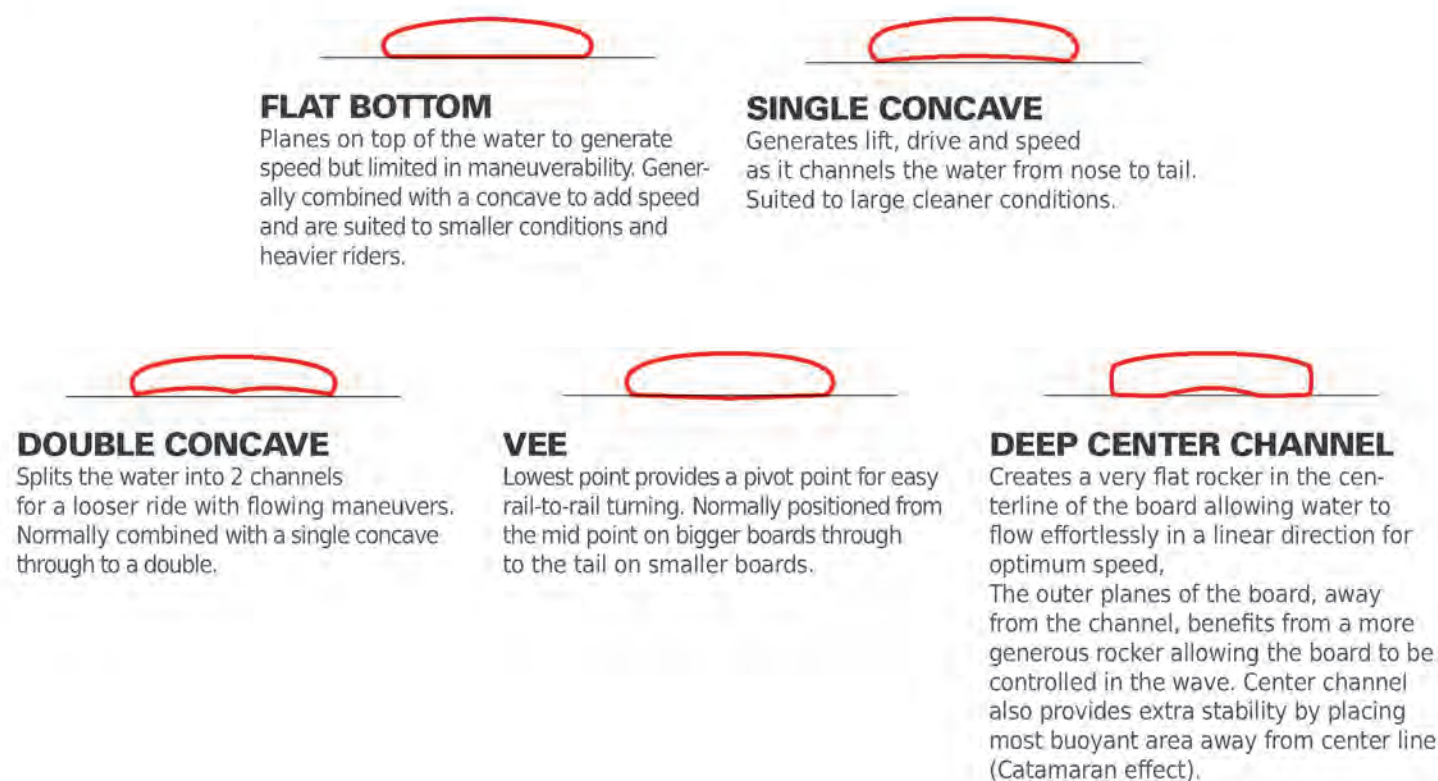 FLAT BOTTOM
Planes on top of the water to generate
speed but limited in maneuverability. Gener-
ally combined with a concave to add speed
and are suited to smaller conditions and
heavier riders.
SINGLE CONCAVE
Generates lift, drive and speed
as it channels the water from nose to tail.
Suited to large cleaner conditions.
DOUBLE CONCAVE
Splits the water into 2 channels
for a looser ride with flowing maneuvers.
Normally combined with a single concave
through to a double.
VEE
Lowest point provides a pivot point for easy
rail-to-rail turning. Normally positioned from
the mid point on bigger boards through
to the tail on smaller boards.
DEEP CENTER CHANNEL
Creates a very flat rocker in the cen-
terline of the board allowing water to
flow effortlessly in a linear direction for
optimum speed,
The outer planes of the board, away
from the channel, benefits from a more
generous rocker allowing the board to be
controlled in the wave. Center channel
also provides extra stability by placing
most buoyant area away from center line
(Catamaran effect).